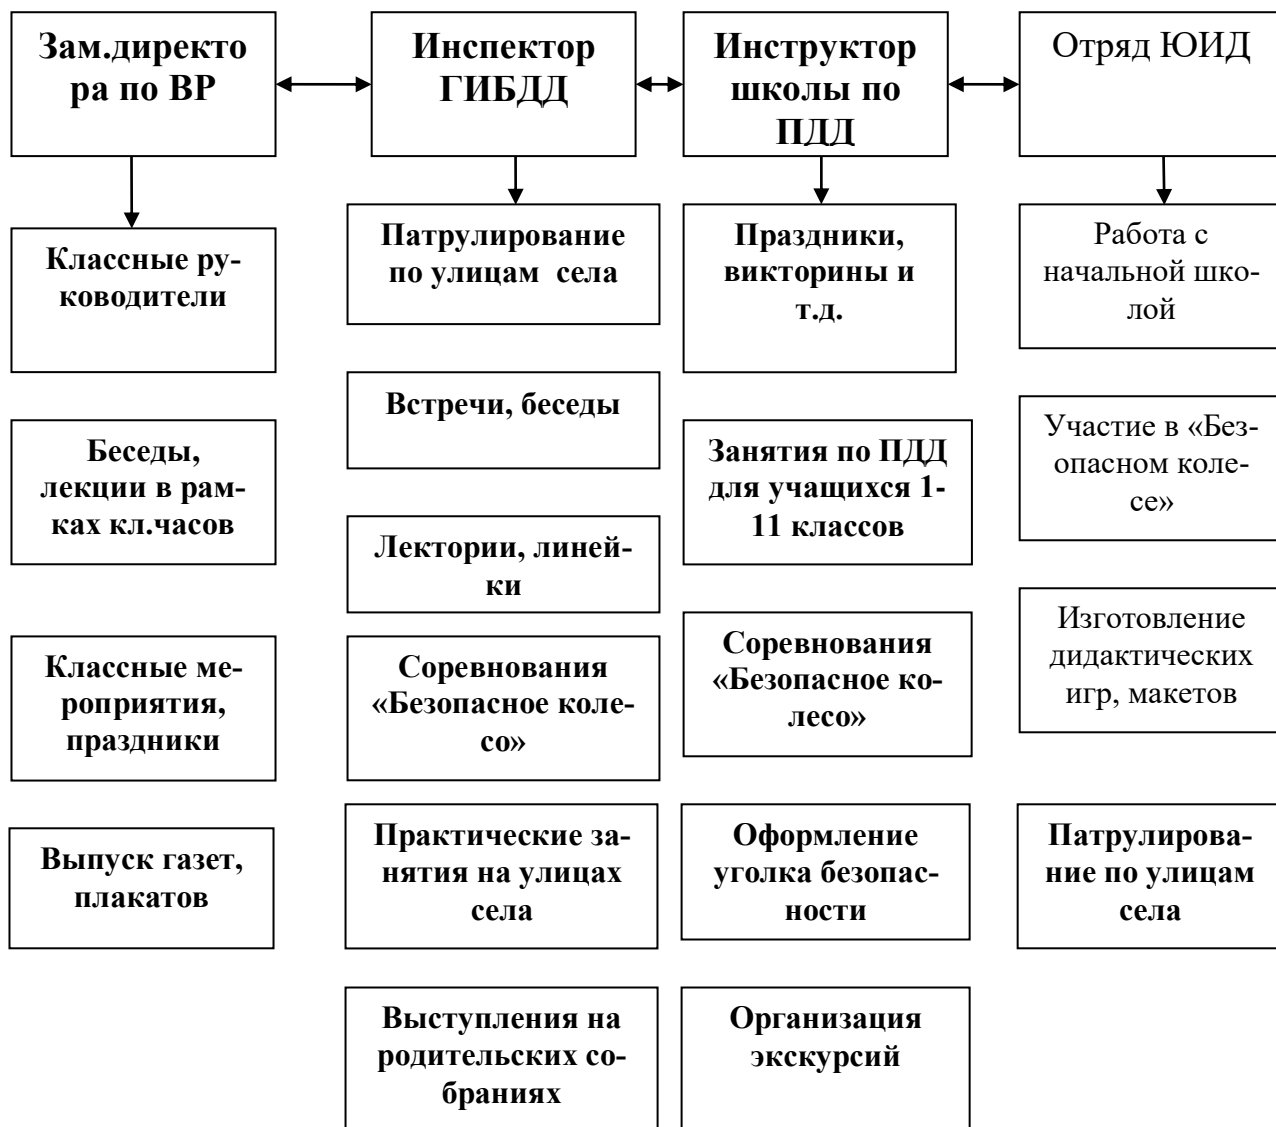 Зам.директо
ра по ВР
Инспектор
ГИБДД
Инструктор
школы по
ПДД
Отряд ЮИД
Классные ру-
ководители
Патрулирование
по улицам  села
Праздники,
викторины и
т.д.
Работа с
начальной шко-
лой
Беседы,
лекции в рам-
ках кл.часов
Встречи, беседы
Занятия по ПДД
для учащихся 1-
11 классов
Участие в «Без-
опасном коле-
се»
Лектории, линей-
ки
Классные ме-
роприятия,
праздники
Соревнования
«Безопасное коле-
со»
Соревнования
«Безопасное ко-
лесо»
Изготовление
дидактических
игр, макетов
Выпуск газет,
плакатов
Практические за-
нятия на улицах
села
Оформление
уголка безопас-
ности
Патрулирова-
ние по улицам
села
Выступления на
родительских со-
браниях
Организация
экскурсий